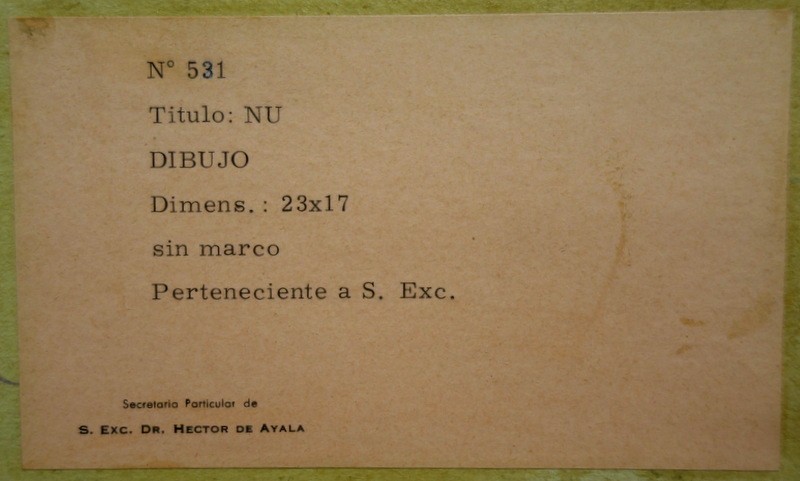 N° 531
Titulo: NU
DIBUJO
Dimens. : 23x17
sin marco
Perteneciente a S. Exc.
Secretaria Particular de
S. EXC. DR. HECTOR DE AYALA